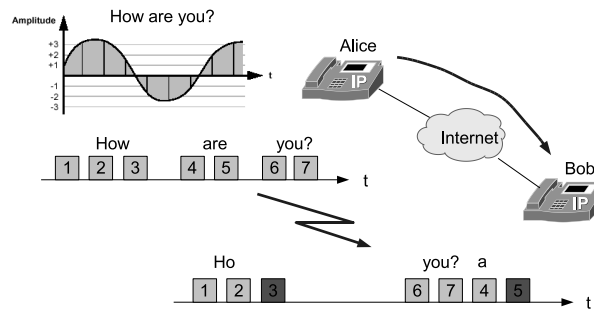 How are you?
Amplitude
+3
+2
+1
-1
-2
-3
t
Alice
IP
Internet
Bob
IP
How are you?
1 2 3 4 5 6 7
t
Ho you? a
1 2 3 6 7 4 5
t